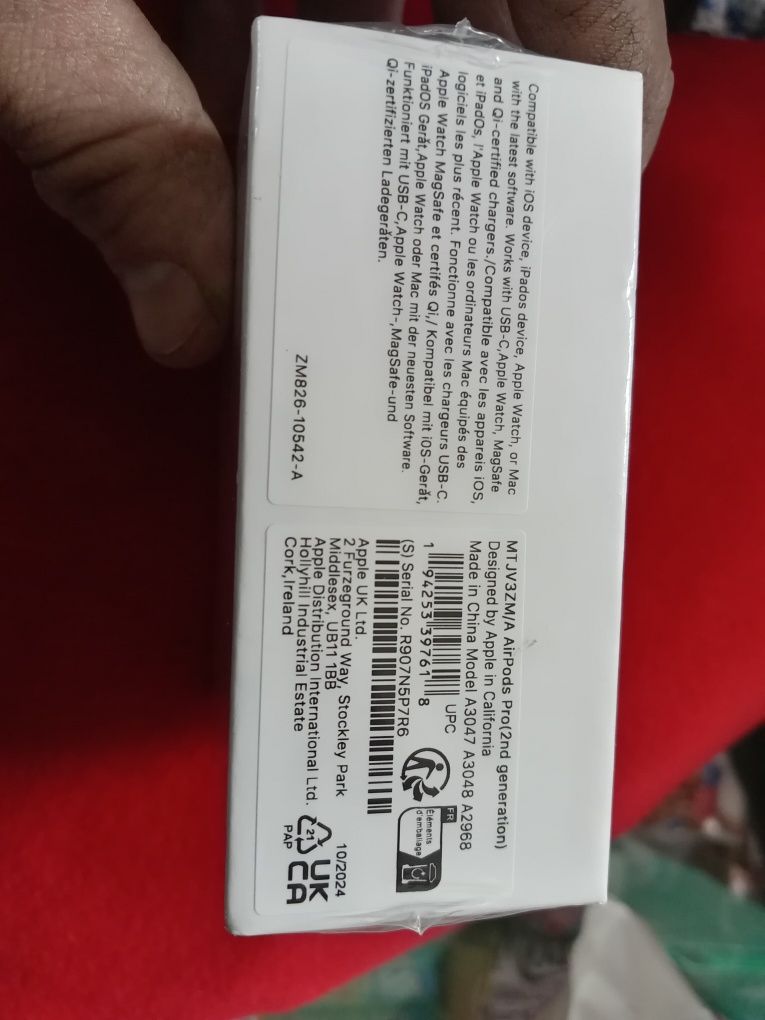 Compatible with iOS device, iPados device, Apple Watch, or Mac
with the latest software. Works with USB-C,Apple Watch, MagSafe
and Qi-certified chargers./Compatible avec les appareis iOS,
et iPadOs, l'Apple Watch ou les ordinateurs Mac équipés des
logiciels les plus récent. Fonctionne avec les chargeurs USB-C.
Apple Watch MagSafe et certifés Qi,/ Kompatibel mit iOS-Gerăt,
iPadOS Gerăt,Apple Watch oder Mac mit der neuesten Software.
Funktioniert mit USB-C,Apple Watch-,MagSafe-und
Qi-zertifizierten Ladegerăten.
ZM826-10542-A
MTJV3ZM/A AirPods Pro(2nd generation)
Designed by Apple in California
Made in China Model A3047 A3048 A2968
UPC
1 94253 39761 8
(S) Serial No. R907N5P7R6
FR
Éléments
d'emballage
Apple UK Ltd.
2 Furzeground Way, Stockley Park
Middlesex, UB11 1BB
Apple Distribution International Ltd.
Hollyhill Industrial Estate
Cork,Ireland
10/2024
21
PAP
UK
CA